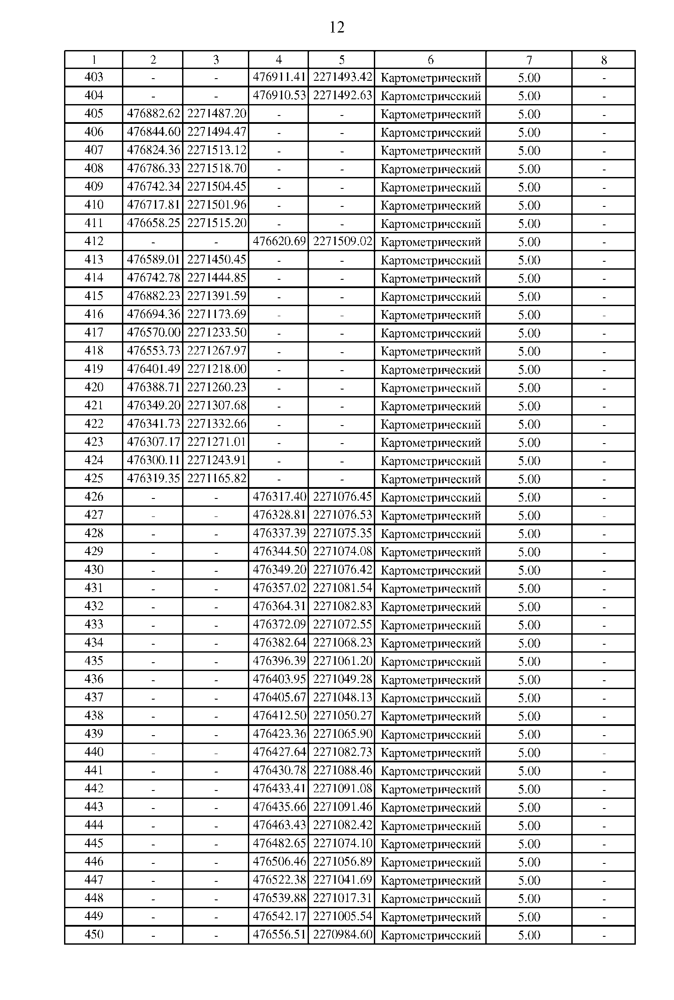 12
1 2 3 4 5 6 7 8
403 - - 476911.41 2271493.42 Картометрический 5.00 -
404 - - 476910.53 2271492.63 Картометрический 5.00 -
405 476882.62 2271487.20 - - Картометрический 5.00 -
406 476844.60 2271494.47 - - Картометрический 5.00 -
407 476824.36 2271513.12 - - Картометрический 5.00 -
408 476786.33 2271518.70 - - Картометрический 5.00 -
409 476742.34 2271504.45 - - Картометрический 5.00 -
410 476717.81 2271501.96 - - Картометрический 5.00 -
411 476658.25 2271515.20 - - Картометрический 5.00 -
412 - - 476620.69 2271509.02 Картометрический 5.00 -
413 476589.01 2271450.45 - - Картометрический 5.00 -
414 476742.78 2271444.85 - - Картометрический 5.00 -
415 476882.23 2271391.59 - - Картометрический 5.00 -
416 476694.36 2271173.69 - - Картометрический 5.00 -
417 476570.00 2271233.50 - - Картометрический 5.00 -
418 476553.73 2271267.97 - - Картометрический 5.00 -
419 476401.49 2271218.00 - - Картометрический 5.00 -
420 476388.71 2271260.23 - - Картометрический 5.00 -
421 476349.20 2271307.68 - - Картометрический 5.00 -
422 476341.73 2271332.66 - - Картометрический 5.00 -
423 476307.17 2271271.01 - - Картометрический 5.00 -
424 476300.11 2271243.91 - - Картометрический 5.00 -
425 476319.35 2271165.82 - - Картометрический 5.00 -
426 - - 476317.40 2271076.45 Картометрический 5.00 -
427 - - 476328.81 2271076.53 Картометрический 5.00 -
428 - - 476337.39 2271075.35 Картометрический 5.00 -
429 - - 476344.50 2271074.08 Картометрический 5.00 -
430 - - 476349.20 2271076.42 Картометрический 5.00 -
431 - - 476357.02 2271081.54 Картометрический 5.00 -
432 - - 476364.31 2271082.83 Картометрический 5.00 -
433 - - 476372.09 2271072.55 Картометрический 5.00 -
434 - - 476382.64 2271068.23 Картометрический 5.00 -
435 - - 476396.39 2271061.20 Картометрический 5.00 -
436 - - 476403.95 2271049.28 Картометрический 5.00 -
437 - - 476405.67 2271048.13 Картометрический 5.00 -
438 - - 476412.50 2271050.27 Картометрический 5.00 -
439 - - 476423.36 2271065.90 Картометрический 5.00 -
440 - - 476427.64 2271082.73 Картометрический 5.00 -
441 - - 476430.78 2271088.46 Картометрический 5.00 -
442 - - 476433.41 2271091.08 Картометрический 5.00 -
443 - - 476435.66 2271091.46 Картометрический 5.00 -
444 - - 476463.43 2271082.42 Картометрический 5.00 -
445 - - 476482.65 2271074.10 Картометрический 5.00 -
446 - - 476506.46 2271056.89 Картометрический 5.00 -
447 - - 476522.38 2271041.69 Картометрический 5.00 -
448 - - 476539.88 2271017.31 Картометрический 5.00 -
449 - - 476542.17 2271005.54 Картометрический 5.00 -
450 - - 476556.51 2270984.60 Картометрический 5.00 -